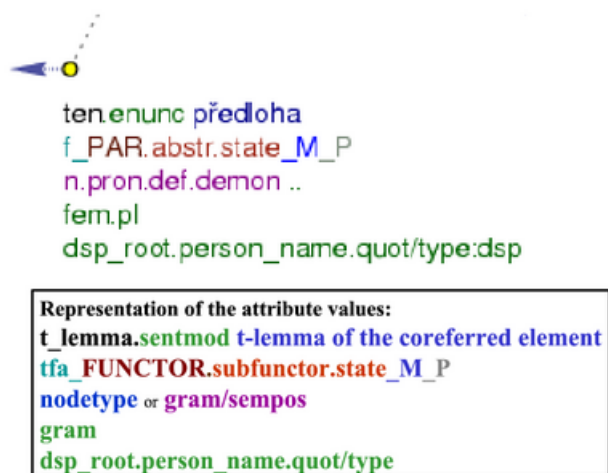 ten.enunc předloha
f_PAR.abstr.state_M_P
n.pron.def.demon ..
fem.pl
dsp_root.person_name.quot/type:dsp
Representation of the attribute values:
t_lemma.sentmod t-lemma of the coreferred element
tfa_FUNCTOR.subfunctor.state_M_P
nodetype or gram/sempos
gram
dsp_root.person_name.quot/type